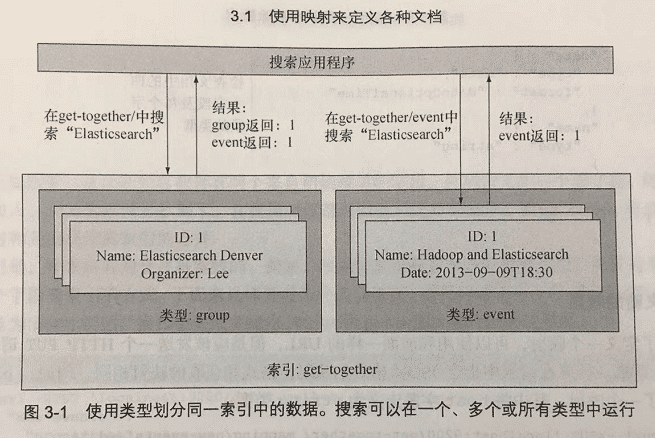 3.1 使用映射来定义各种文档
搜索应用程序
在get-together/中搜
索“Elasticsearch”
结果:
group返回: 1
event返回: 1
在get-together/event中
搜索“Elasticsearch”
结果:
event返回: 1
ID: 1
Name: Elasticsearch Denver
Organizer: Lee
类型: group
ID: 1
Name: Hadoop and Elasticsearch
Date: 2013-09-09T18:30
类型: event
索引: get-together
图 3-1 使用类型划分同一索引中的数据。搜索可以在一个、多个或所有类型中运行